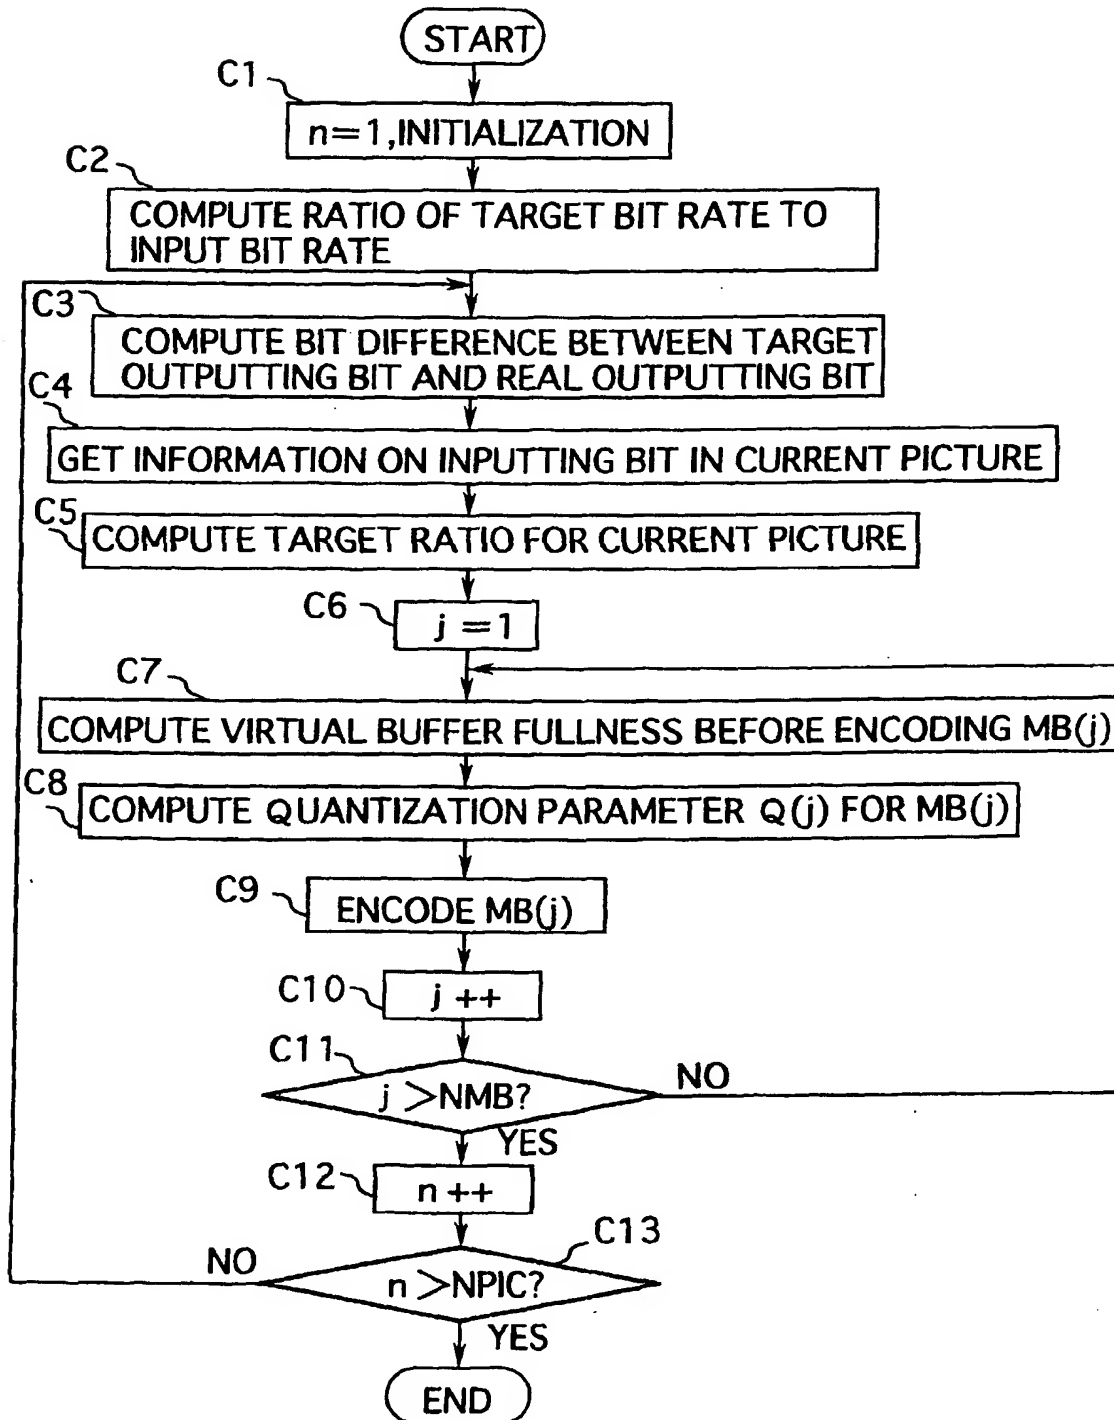 START
C1
n=1,INITIALIZATION
C2
COMPUTE RATIO OF TARGET BIT RATE TO
INPUT BIT RATE
C3
COMPUTE BIT DIFFERENCE BETWEEN TARGET
OUTPUTTING BIT AND REAL OUTPUTTING BIT
C4
GET INFORMATION ON INPUTTING BIT IN CURRENT PICTURE
C5
COMPUTE TARGET RATIO FOR CURRENT PICTURE
C6
j=1
C7
COMPUTE VIRTUAL BUFFER FULLNESS BEFORE ENCODING MB(j)
C8
COMPUTE QUANTIZATION PARAMETER Q(j) FOR MB(j)
C9
ENCODE MB(j)
C10
j++
C11
j>NMB?
NO
YES
C12
n++
C13
NO
n>NPIC?
YES
END